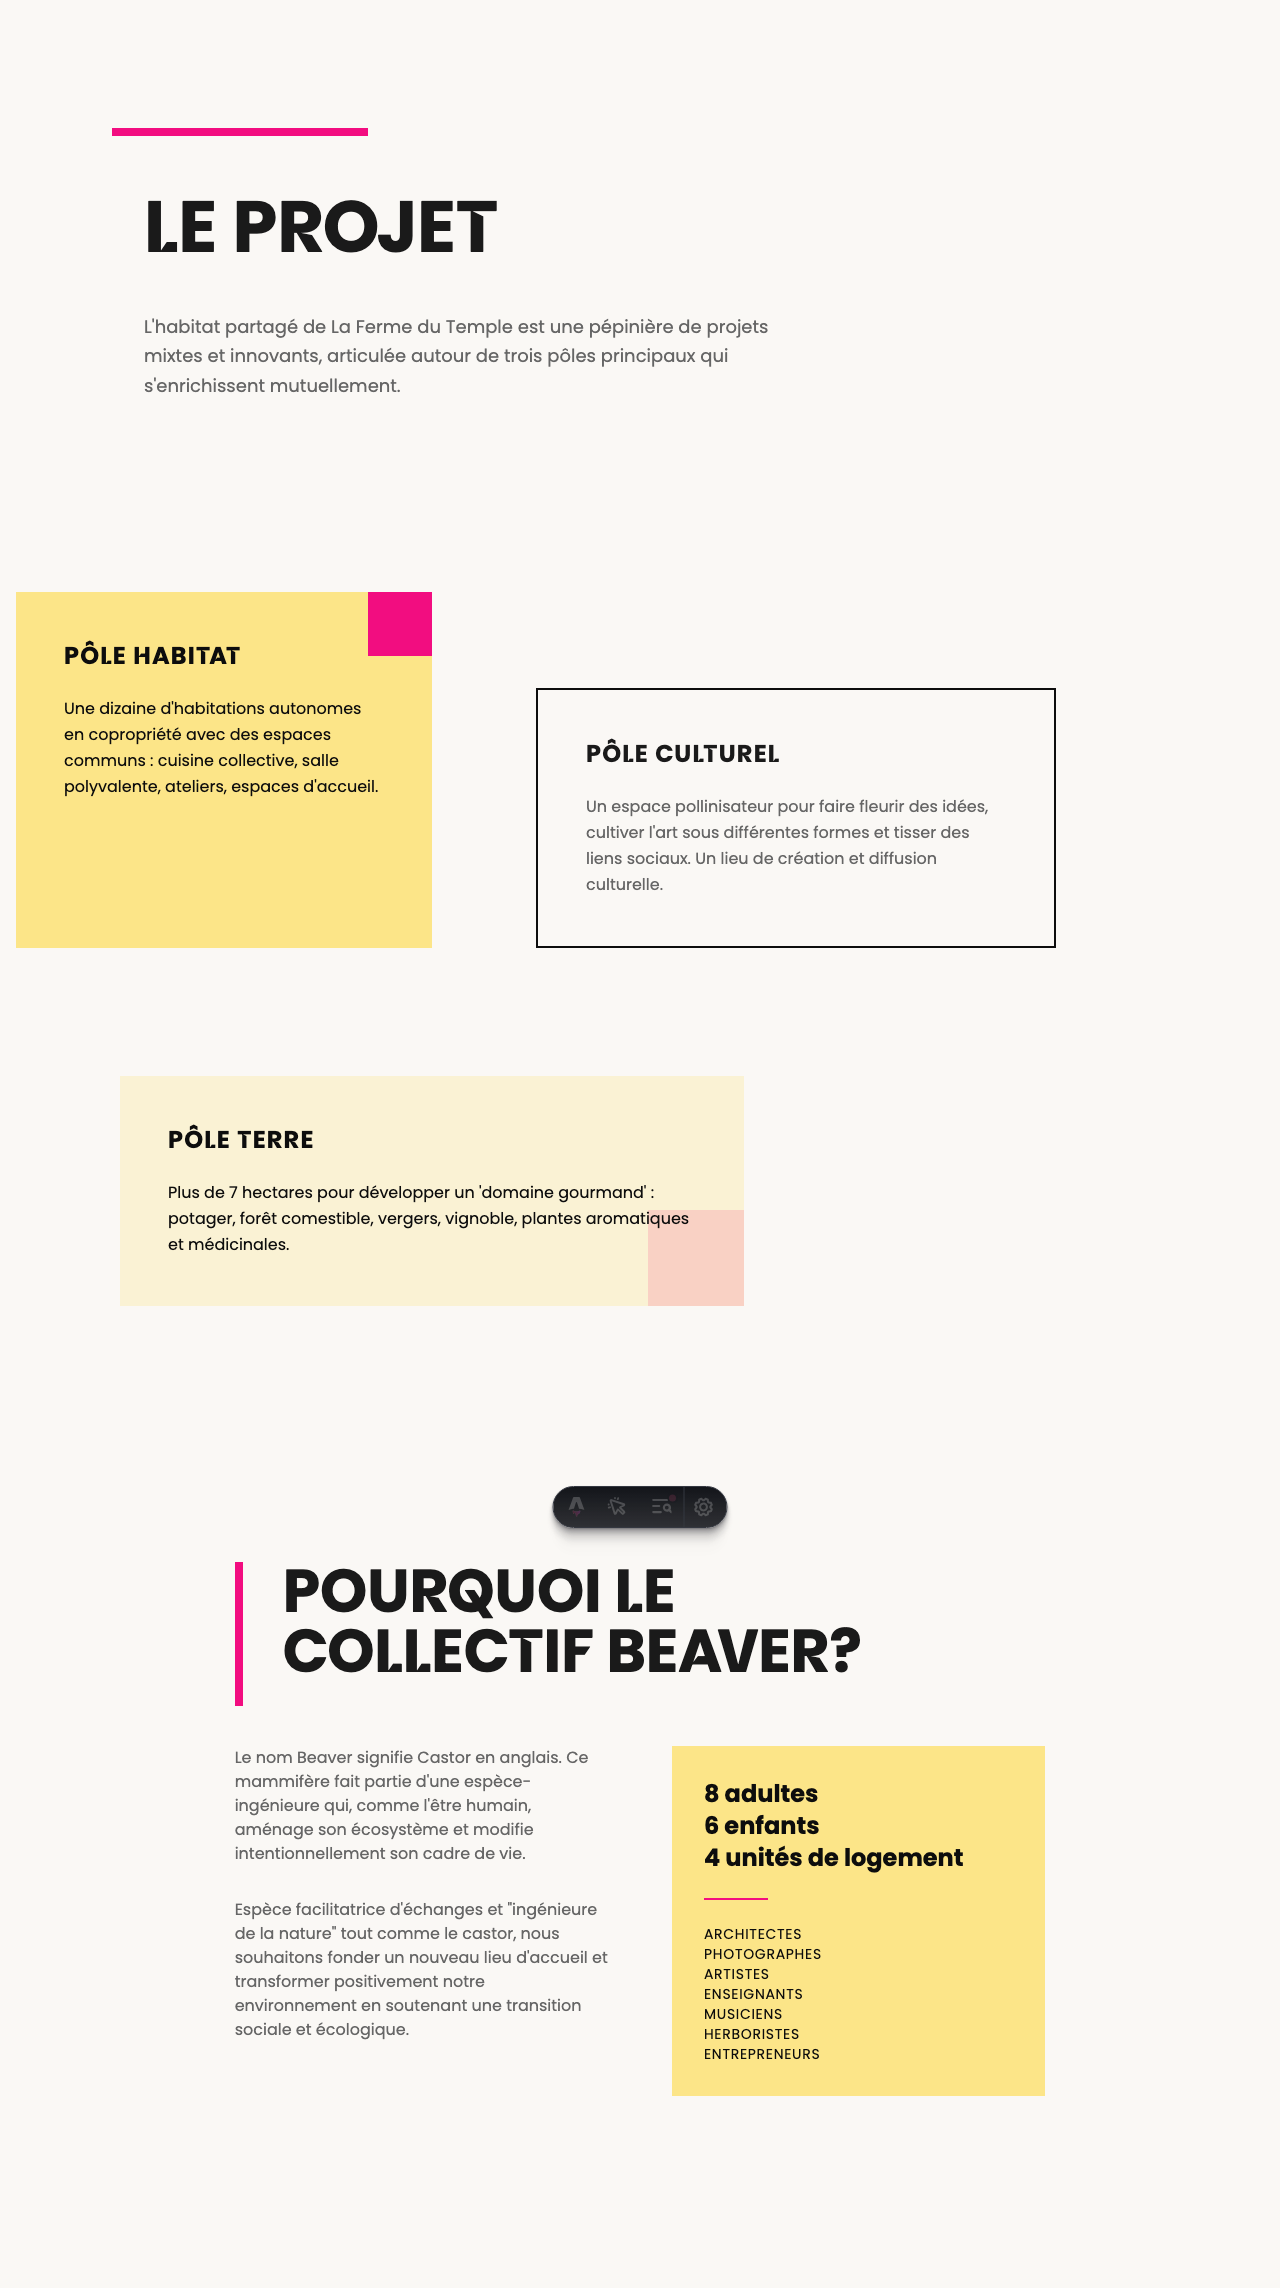 LE PROJET
L'habitat partagé de La Ferme du Temple est une pépinière de projets
mixtes et innovants, articulée autour de trois pôles principaux qui
s'enrichissent mutuellement.
PÔLE HABITAT
Une dizaine d'habitations autonomes
en copropriété avec des espaces
communs : cuisine collective, salle
polyvalente, ateliers, espaces d'accueil.
PÔLE CULTUREL
Un espace pollinisateur pour faire fleurir des idées,
cultiver l'art sous différentes formes et tisser des
liens sociaux. Un lieu de création et diffusion
culturelle.
PÔLE TERRE
Plus de 7 hectares pour développer un 'domaine gourmand' :
potager, forêt comestible, vergers, vignoble, plantes aromatiques
et médicinales.
POURQUOI LE
COLLECTIF BEAVER?
Le nom Beaver signifie Castor en anglais. Ce
mammifère fait partie d'une espèce-
ingénieure qui, comme l'être humain,
aménage son écosystème et modifie
intentionnellement son cadre de vie.
Espèce facilitatrice d'échanges et "ingénieure
de la nature" tout comme le castor, nous
souhaitons fonder un nouveau lieu d'accueil et
transformer positivement notre
environnement en soutenant une transition
sociale et écologique.
8 adultes
6 enfants
4 unités de logement
ARCHITECTES
PHOTOGRAPHES
ARTISTES
ENSEIGNANTS
MUSICIENS
HERBORISTES
ENTREPRENEURS